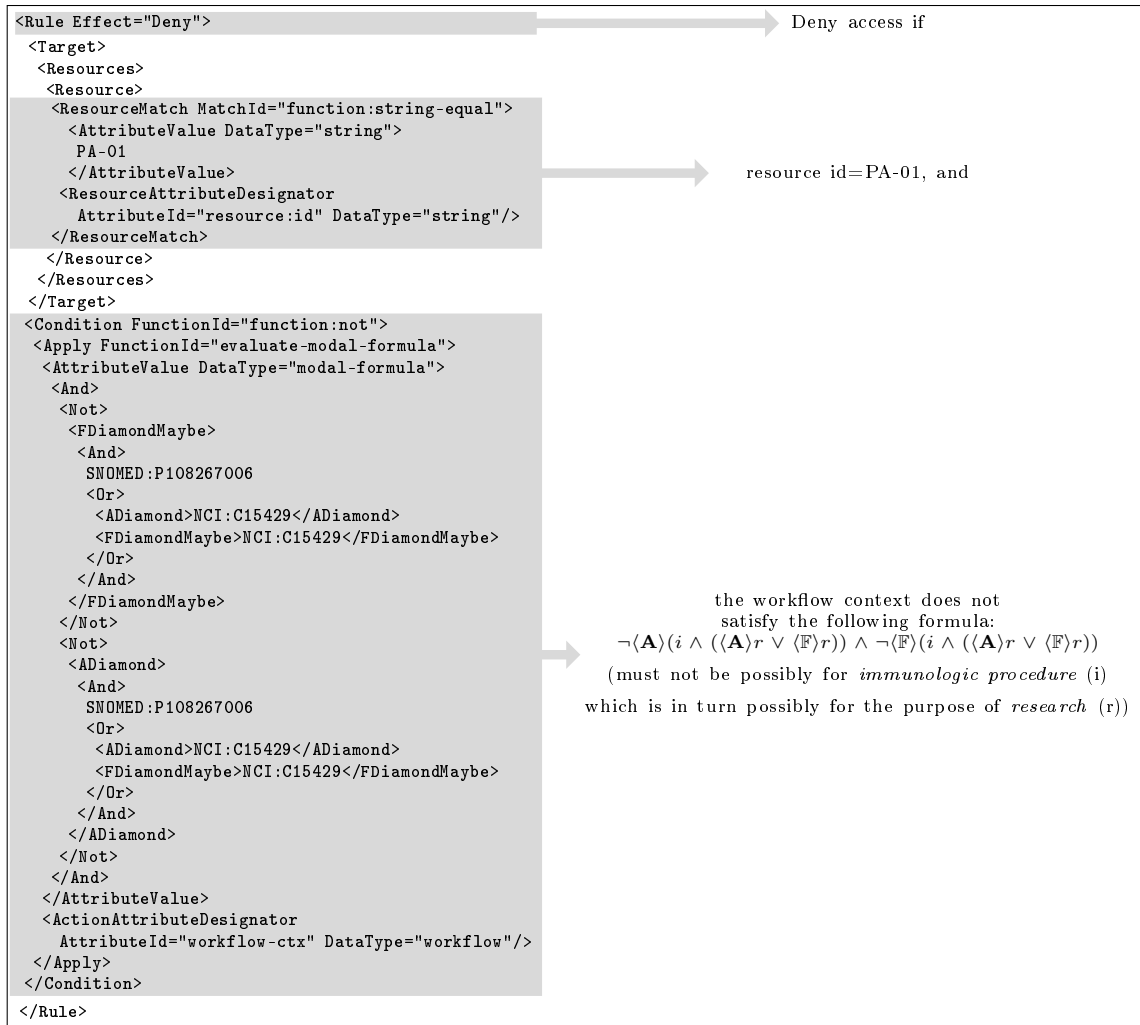 <Rule Effect="Deny">
Deny access if
<Target>
<Resources>
<Resource>
<ResourceMatch MatchId="function:string-equal">
<AttributeValue DataType="string">
PA-01
</AttributeValue>
resource id=PA-01, and
<ResourceAttributeDesignator
AttributeId="resource:id" DataType="string"/>
</ResourceMatch>
</Resource>
</Resources>
</Target>
<Condition FunctionId="function:not">
<Apply FunctionId="evaluate-modal-formula">
<AttributeValue DataType="modal-formula">
<And>
<Not>
<FDiamondMaybe>
<And>
SNOMED:P108267006
<Or>
<ADiamond>NCI:C15429</ADiamond>
<FDiamondMaybe>NCI:C15429</FDiamondMaybe>
</Or>
</And>
</FDiamondMaybe>
</Not>
<Not>
<ADiamond>
<And>
SNOMED:P108267006
<Or>
<ADiamond>NCI:C15429</ADiamond>
<FDiamondMaybe>NCI:C15429</FDiamondMaybe>
</Or>
</And>
</ADiamond>
</Not>
</And>
</AttributeValue>
<ActionAttributeDesignator
AttributeId="workflow-ctx" DataType="workflow"/>
</Apply>
</Condition>
</Rule>
the workflow context does not
satisfy the following formula:
¬⟨𝐀⟩(i ∧ (⟨𝐀⟩r ∨ ⟨𝔽⟩r)) ∧ ¬⟨𝔽⟩(i ∧ (⟨𝐀⟩r ∨ ⟨𝔽⟩r))
(must not be possibly for immunologic procedure (i)
which is in turn possibly for the purpose of research (r))